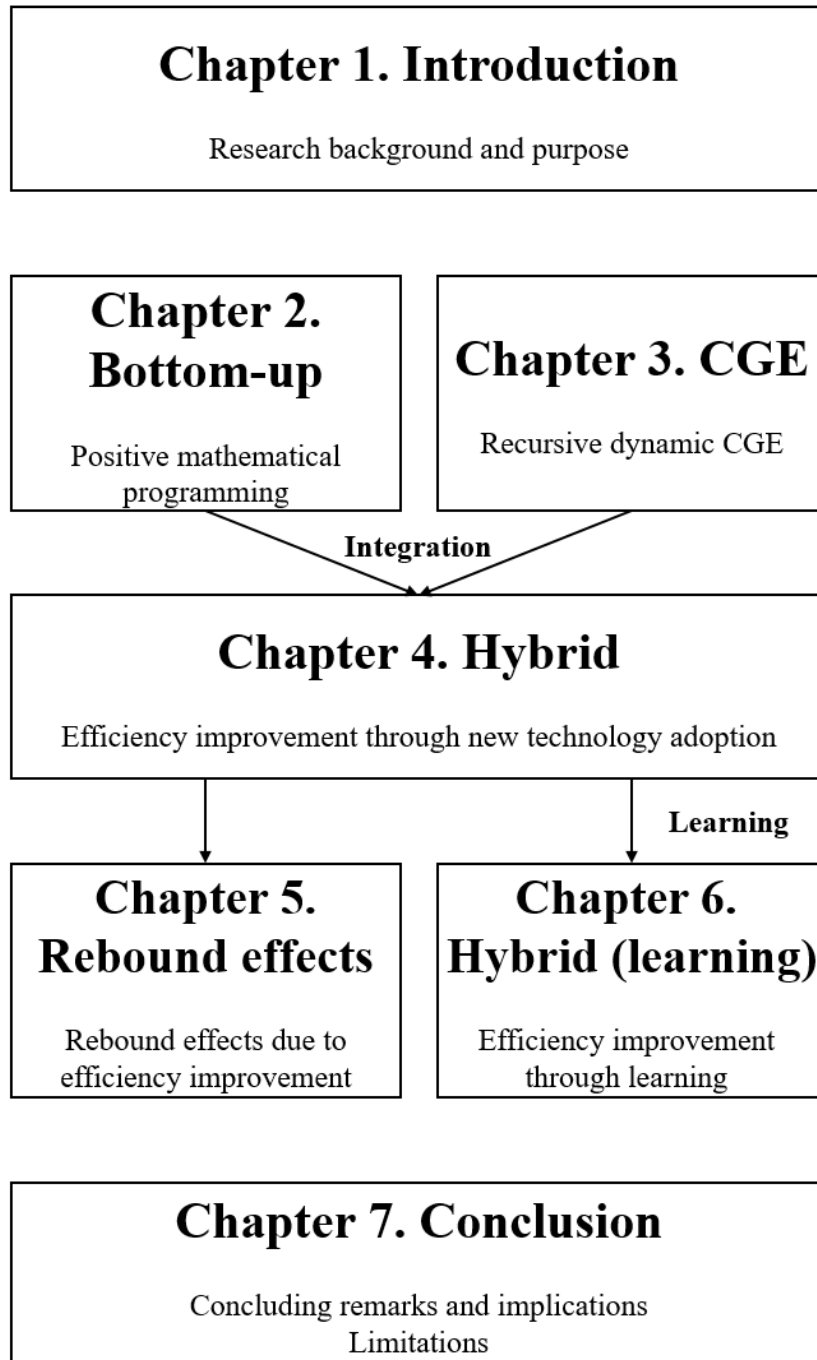 Chapter 1. Introduction
Research background and purpose
Chapter 2.
Bottom-up
Positive mathematical
programming
Chapter 3. CGE
Recursive dynamic CGE
Integration
Chapter 4. Hybrid
Efficiency improvement through new technology adoption
Learning
Chapter 5.
Rebound effects
Rebound effects due to
efficiency improvement
Chapter 6.
Hybrid (learning)
Efficiency improvement
through learning
Chapter 7. Conclusion
Concluding remarks and implications
Limitations